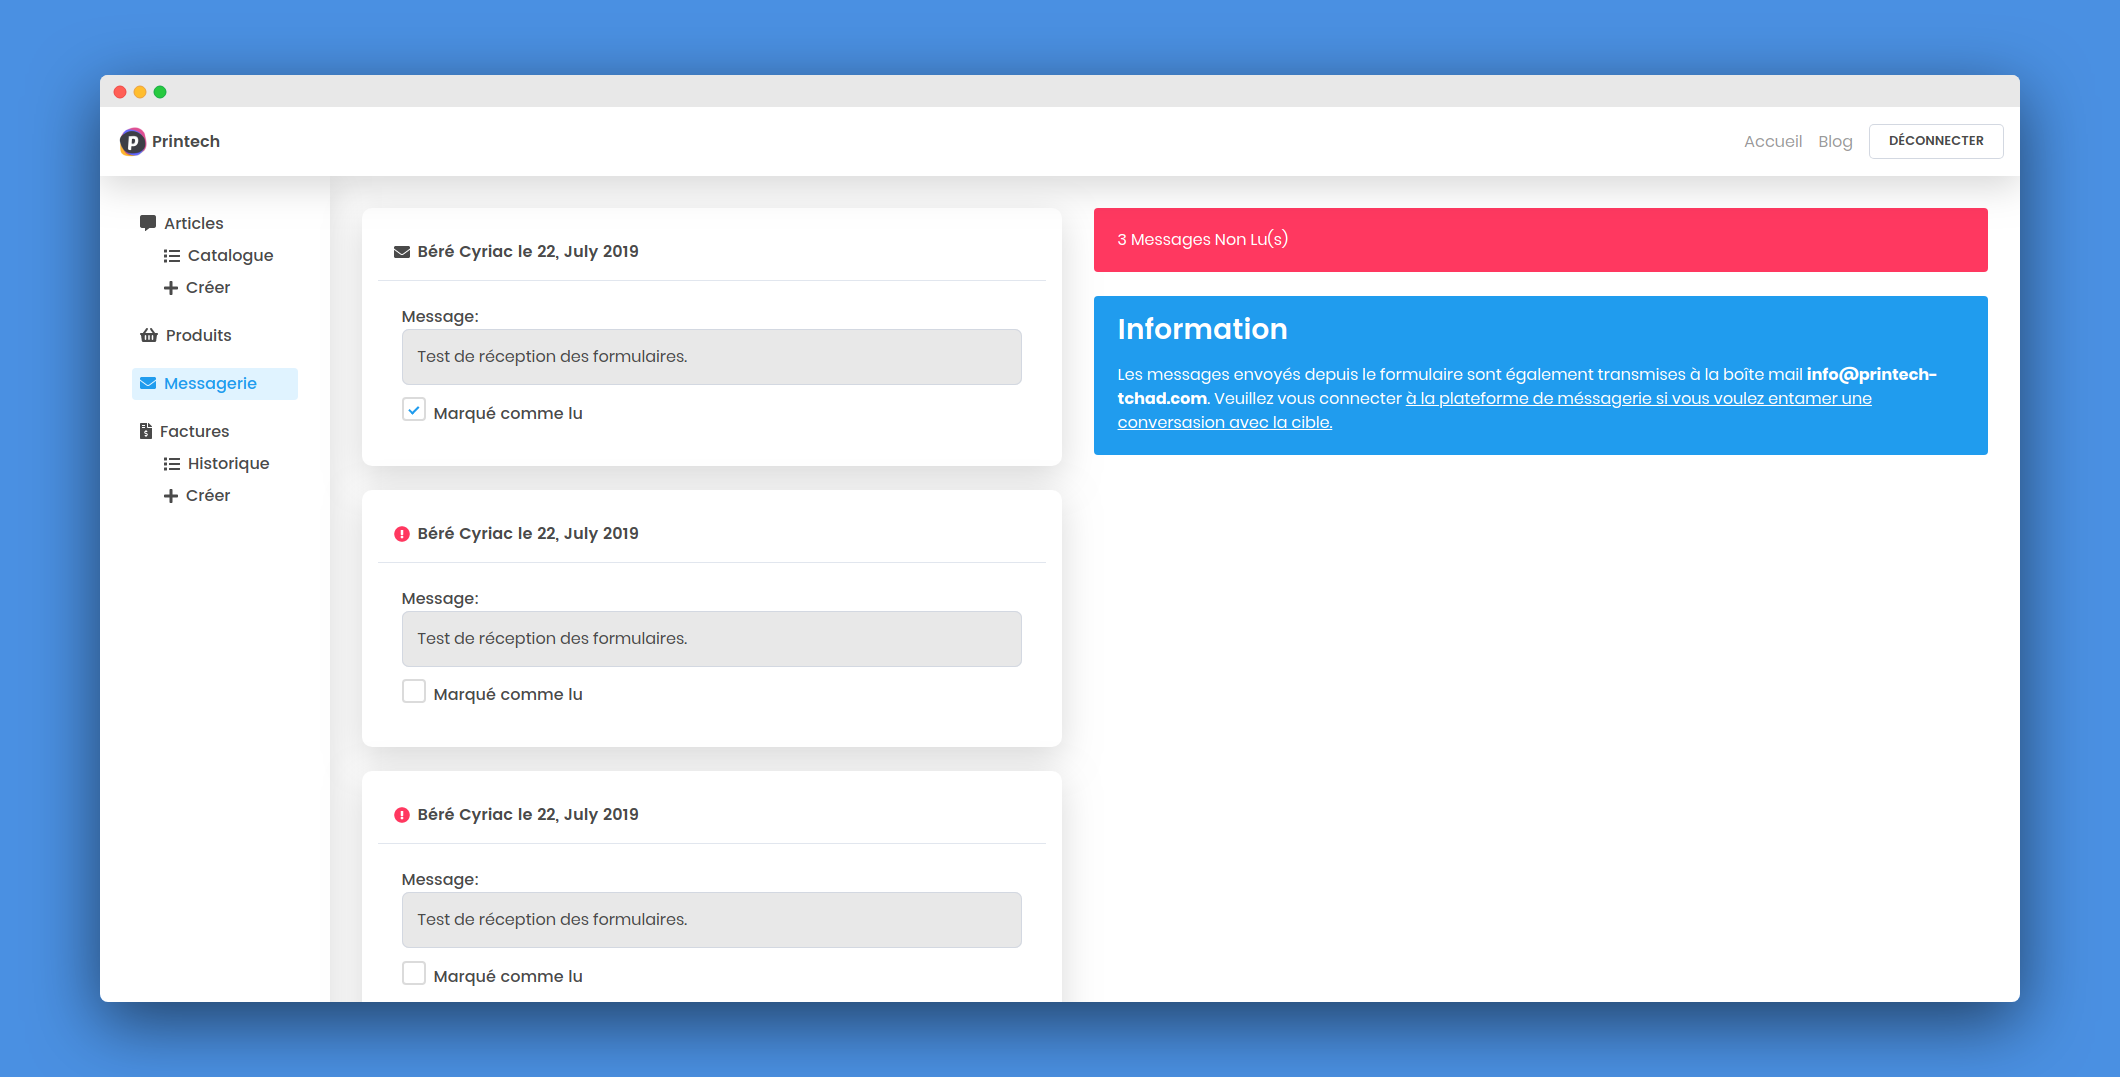 Printech
Accueil
Blog
DÉCONNECTER
Articles
Catalogue
Créer
Produits
Messagerie
Factures
Historique
Créer
Béré Cyriac le 22, July 2019
Message:
Test de réception des formulaires.
Marqué comme lu
Béré Cyriac le 22, July 2019
Message:
Test de réception des formulaires.
Marqué comme lu
Béré Cyriac le 22, July 2019
Message:
Test de réception des formulaires.
Marqué comme lu
3 Messages Non Lu(s)
Information
Les messages envoyés depuis le formulaire sont également transmises à la boîte mail info@printech-
tchad.com. Veuillez vous connecter à la plateforme de méssagerie si vous voulez entamer une
conversasion avec la cible.